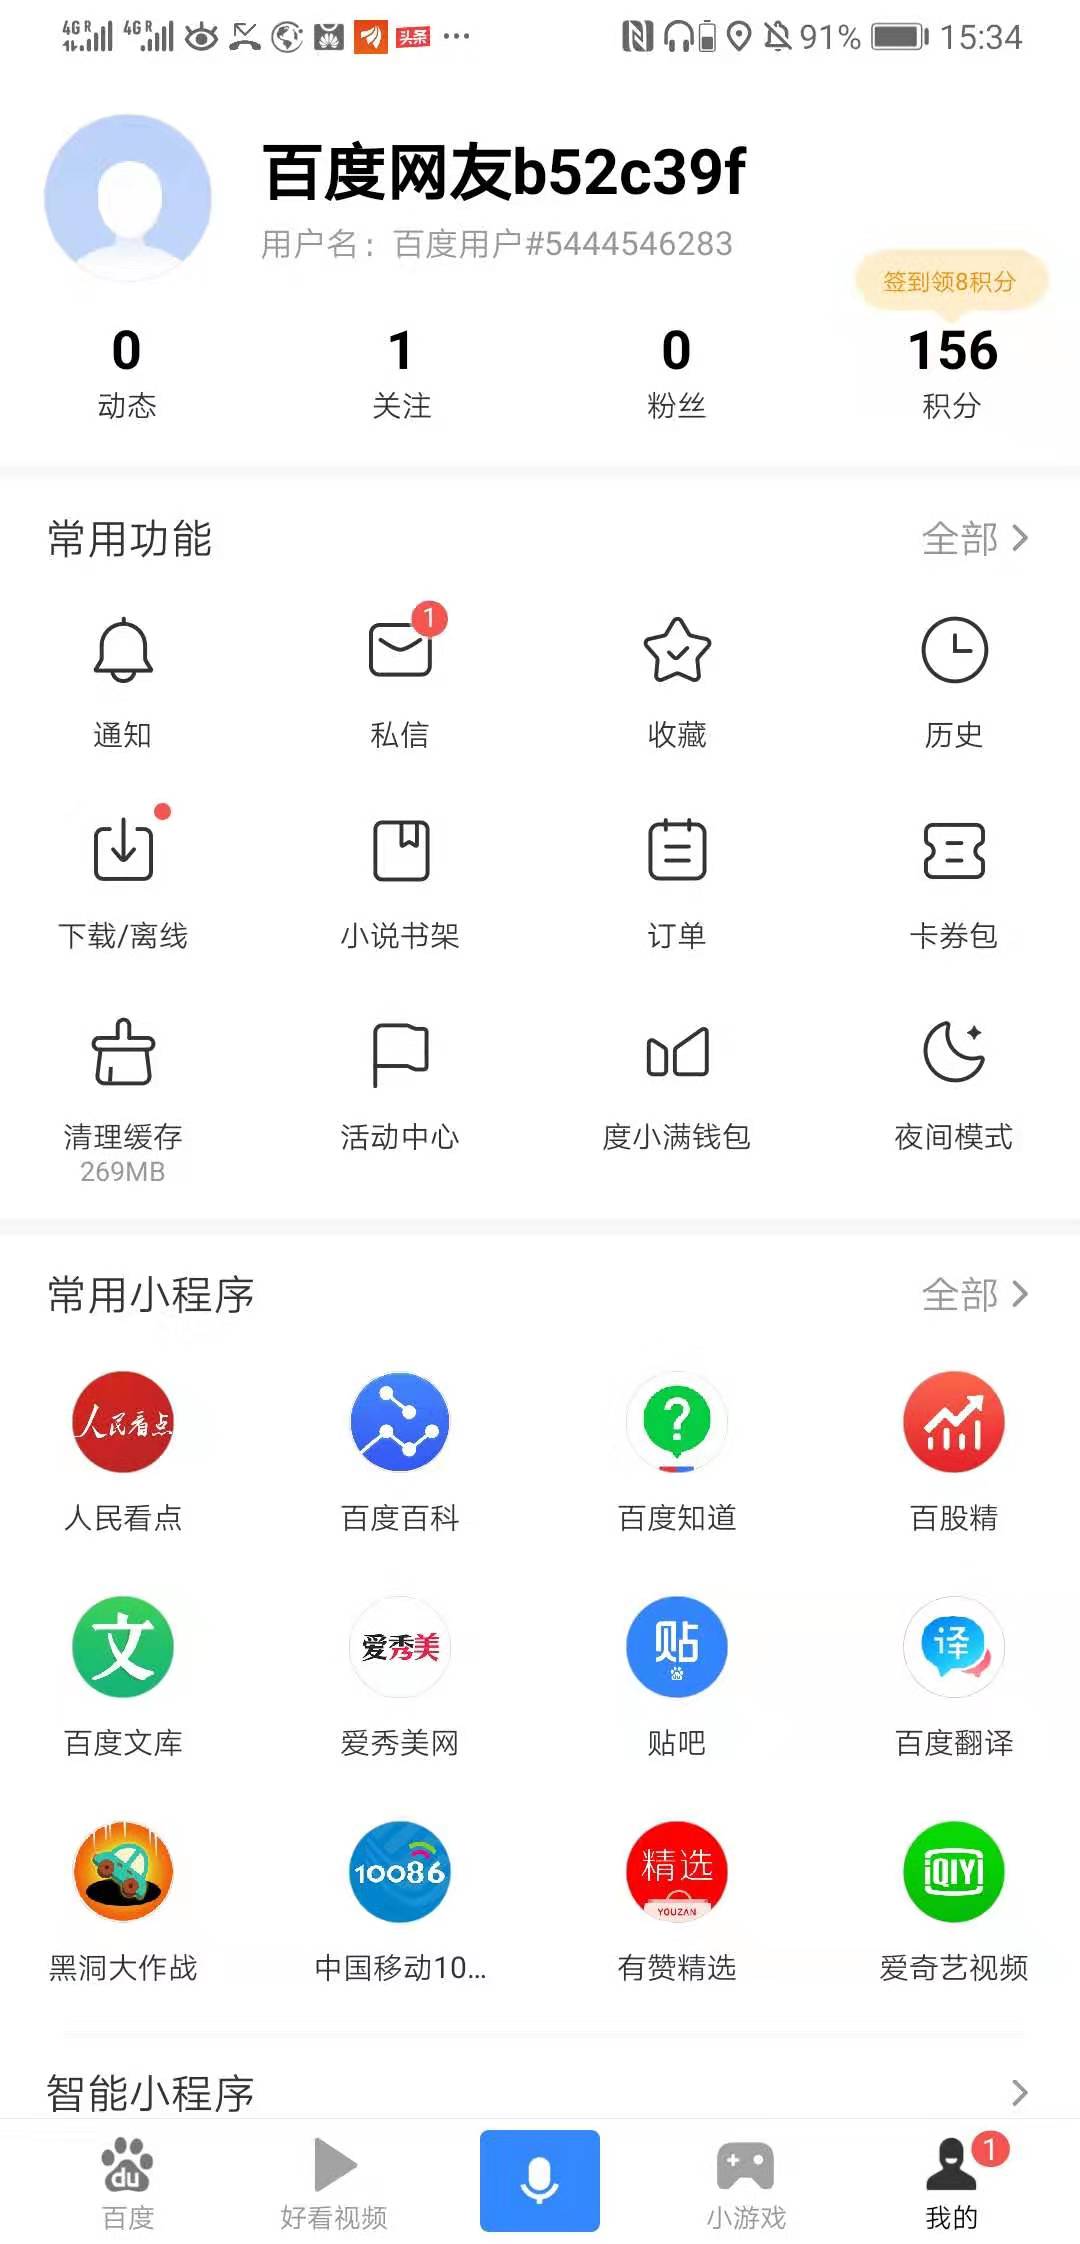 4G R 4G R 头条 ... 91% 15:34
百度网友b52c39f
用户名：百度用户#5444546283
签到领8积分
0 1 0 156
动态 关注 粉丝 积分
常用功能 全部
1
通知 私信 收藏 历史
下载/离线 小说书架 订单 卡券包
清理缓存 活动中心 度小满钱包 夜间模式
269MB
常用小程序 全部
人民看点
人民看点 百度百科 百度知道 百股精
文 爱秀美 贴 译
百度文库 爱秀美网 贴吧 百度翻译
10086 精选 iQIYI
YOUZAN
黑洞大作战 中国移动10... 有赞精选 爱奇艺视频
智能小程序
du 1
百度 好看视频 小游戏 我的